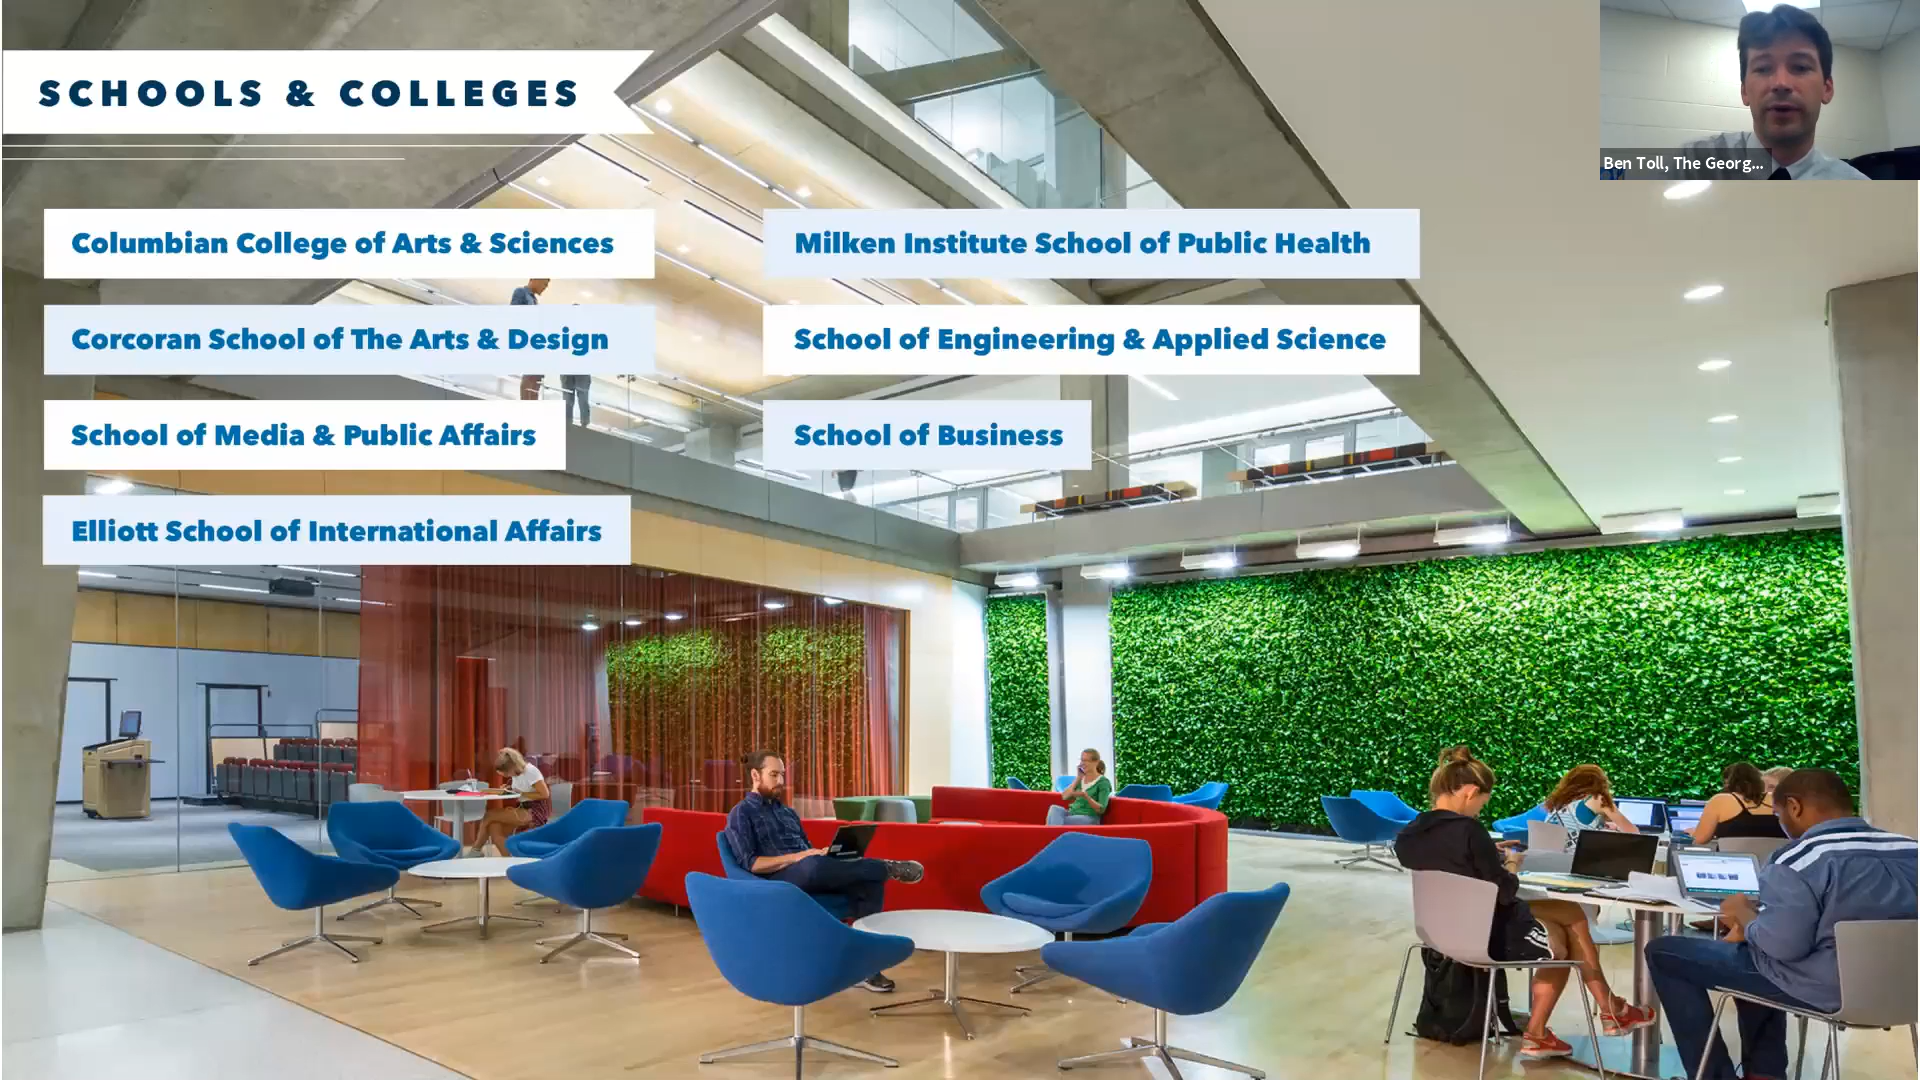 SCHOOLS & COLLEGES
Ben Toll, The Georg...
Columbian College of Arts & Sciences
Milken Institute School of Public Health
Corcoran School of The Arts & Design
School of Engineering & Applied Science
School of Media & Public Affairs
School of Business
Elliott School of International Affairs